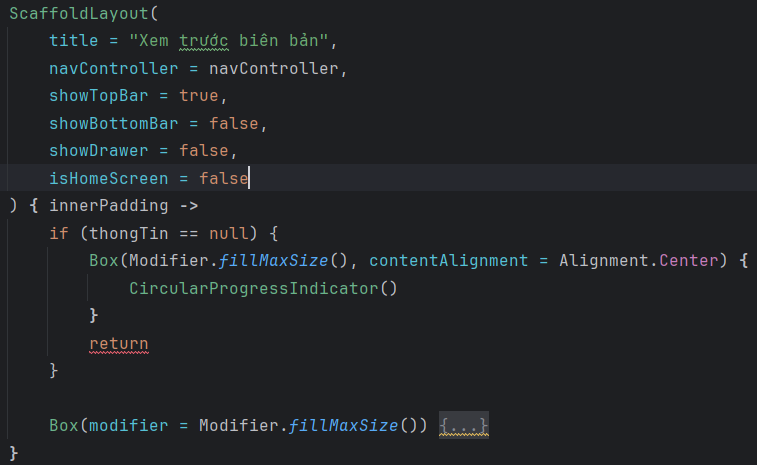 ScaffoldLayout(
    title = "Xem trước biên bản",
    navController = navController,
    showTopBar = true,
    showBottomBar = false,
    showDrawer = false,
    isHomeScreen = false
) { innerPadding ->
    if (thongTin == null) {
        Box(Modifier.fillMaxSize(), contentAlignment = Alignment.Center) {
            CircularProgressIndicator()
        }
        return
    }

    Box(modifier = Modifier.fillMaxSize()) {...}
}